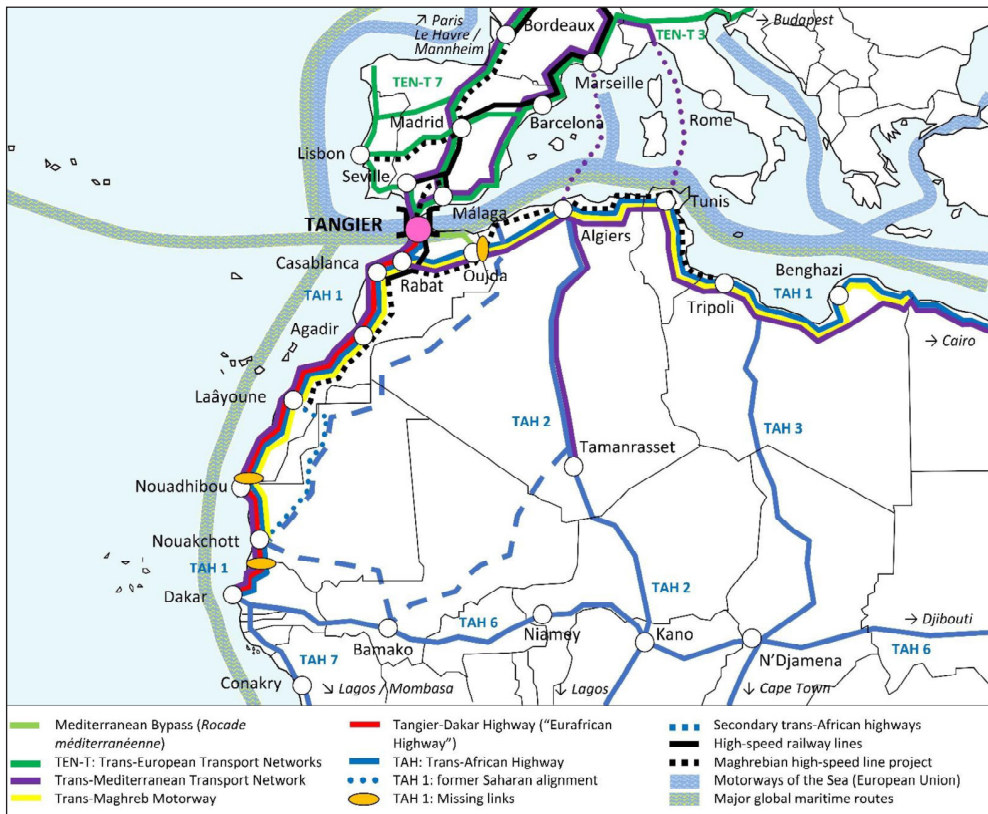 ↗ Paris
Le Havre /
Mannheim
Bordeaux
→ Budapest
TEN-T 3
TEN-T 7
Marseille
Madrid
Barcelona
Rome
Lisbon
Seville
Málaga
Tunis
TANGIER
Algiers
Casablanca
Oujda
Rabat
Benghazi
TAH 1
TAH 1
Tripoli
Agadir
→ Cairo
Laâyoune
TAH 2
TAH 3
Tamanrasset
Nouadhibou
Nouakchott
TAH 1
Dakar
TAH 2
→ Djibouti
TAH 6
Niamey
Kano
Bamako
N'Djamena
TAH 6
TAH 7
Conakry
↘ Lagos / Mombasa
↓ Lagos
↓ Cape Town
Mediterranean Bypass (Rocade
méditerranéenne)
TEN-T: Trans-European Transport Networks
Trans-Mediterranean Transport Network
Trans-Maghreb Motorway
Tangier-Dakar Highway ("Eurafrican
Highway")
TAH: Trans-African Highway
TAH 1: former Saharan alignment
TAH 1: Missing links
Secondary trans-African highways
High-speed railway lines
Maghrebian high-speed line project
Motorways of the Sea (European Union)
Major global maritime routes